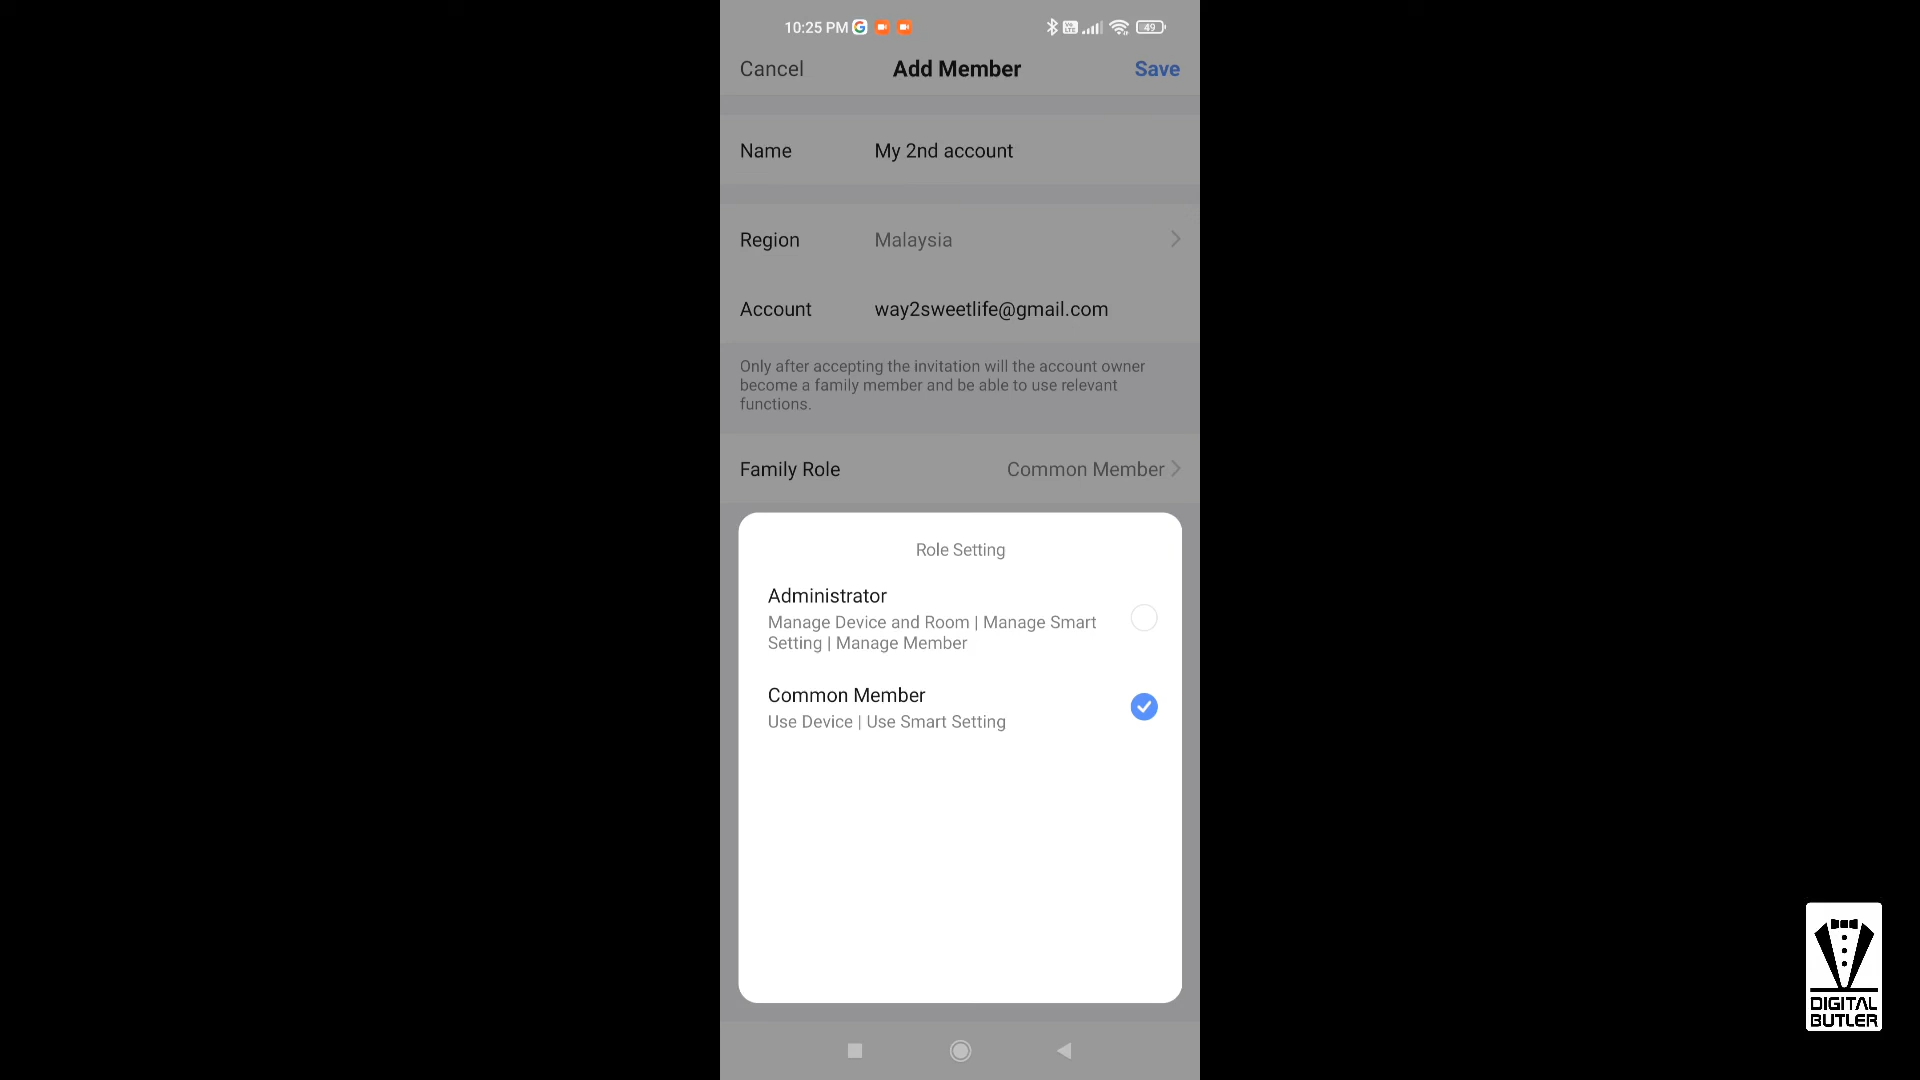 10:25 PM
49
Cancel Add Member Save
Name My 2nd account
Region Malaysia
Account way2sweetlife@gmail.com
Only after accepting the invitation will the account owner
become a family member and be able to use relevant
functions.
Family Role Common Member
Role Setting
Administrator
Manage Device and Room | Manage Smart
Setting | Manage Member
Common Member
Use Device | Use Smart Setting
DIGITAL
BUTLER